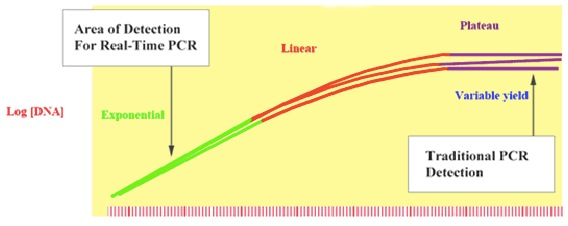 Area of Detection
For Real-Time PCR
Linear
Plateau
Log [DNA]
Exponential
Variable yield
Traditional PCR
Detection